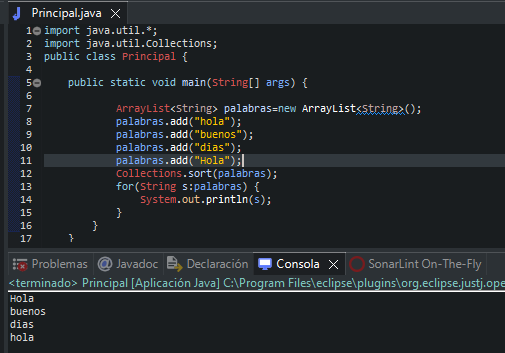 Principal.java
1 import java.util.*;
2 import java.util.Collections;
3 public class Principal {
4
5 public static void main(String[] args) {
6
7 ArrayList<String> palabras=new ArrayList<String>();
8 palabras.add("hola");
9 palabras.add("buenos");
10 palabras.add("dias");
11 palabras.add("Hola");
12 Collections.sort(palabras);
13 for(String s:palabras) {
14 System.out.println(s);
15 }
16 }
17 }
Problemas Javadoc Declaración Consola SonarLint On-The-Fly
<terminado> Principal [Aplicación Java] C:\Program Files\eclipse\plugins\org.eclipse.justj.ope
Hola
buenos
dias
hola